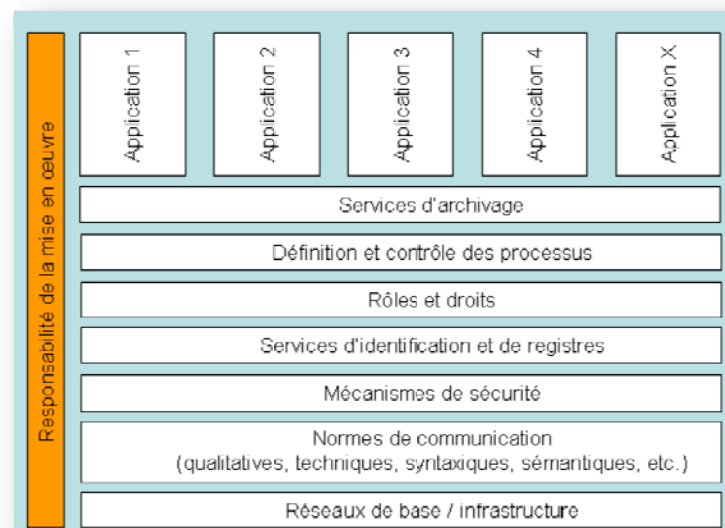 Responsabilité de la mise en œuvre
Application 1
Application 2
Application 3
Application 4
Application X
Services d'archivage
Définition et contrôle des processus
Rôles et droits
Services d'identification et de registres
Mécanismes de sécurité
Normes de communication
(qualitatives, techniques, syntaxiques, sémantiques, etc.)
Réseaux de base / infrastructure